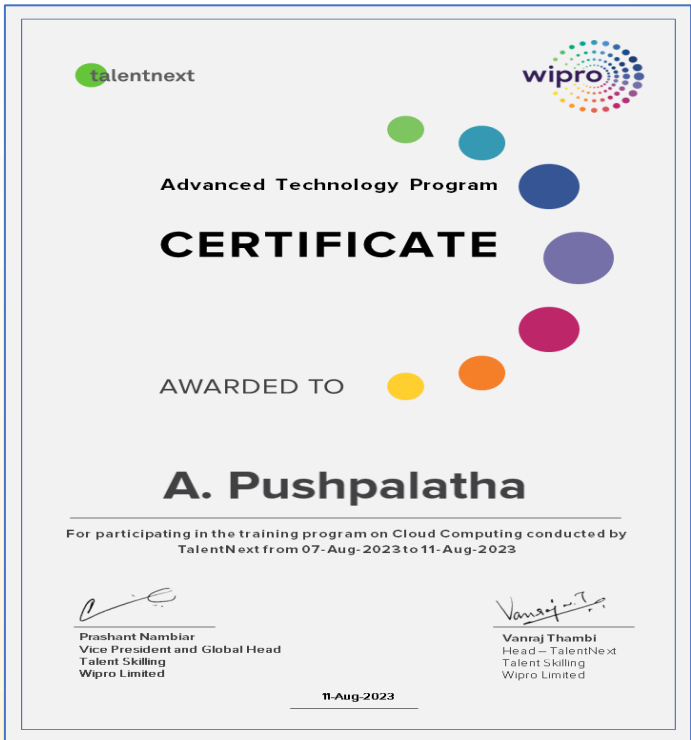 talentnext
wipro
Advanced Technology Program
CERTIFICATE
AWARDED TO
A. Pushpalatha
For participating in the training program on Cloud Computing conducted by
TalentNext from 07-Aug-2023 to 11-Aug-2023
Vanraj.T
Prashant Nambiar
Vice President and Global Head
Talent Skilling
Wipro Limited
Vanraj Thambi
Head – TalentNext
Talent Skilling
Wipro Limited
11-Aug-2023